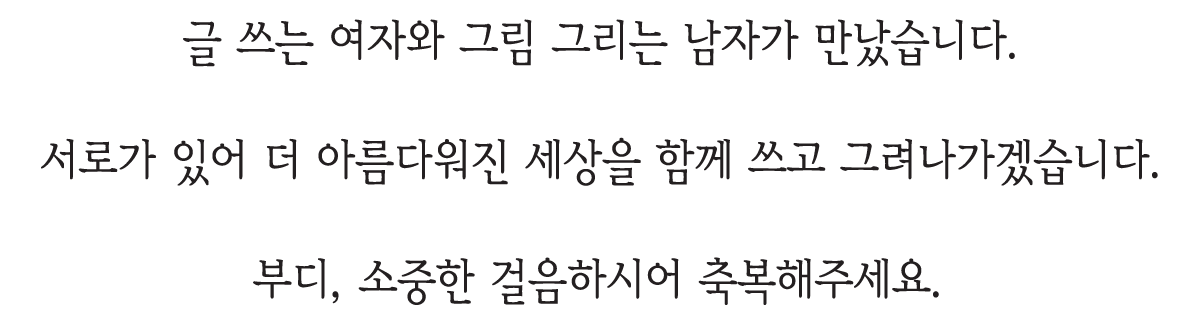 글 쓰는 여자와 그림 그리는 남자가 만났습니다.
서로가 있어 더 아름다워진 세상을 함께 쓰고 그려나가겠습니다.
부디, 소중한 걸음하시어 축복해주세요.